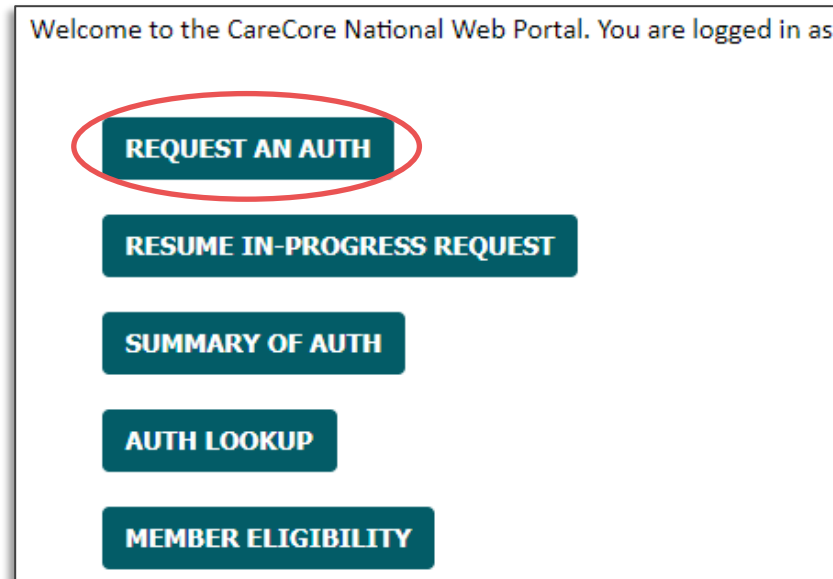 Welcome to the CareCore National Web Portal. You are logged in as
REQUEST AN AUTH
RESUME IN-PROGRESS REQUEST
SUMMARY OF AUTH
AUTH LOOKUP
MEMBER ELIGIBILITY